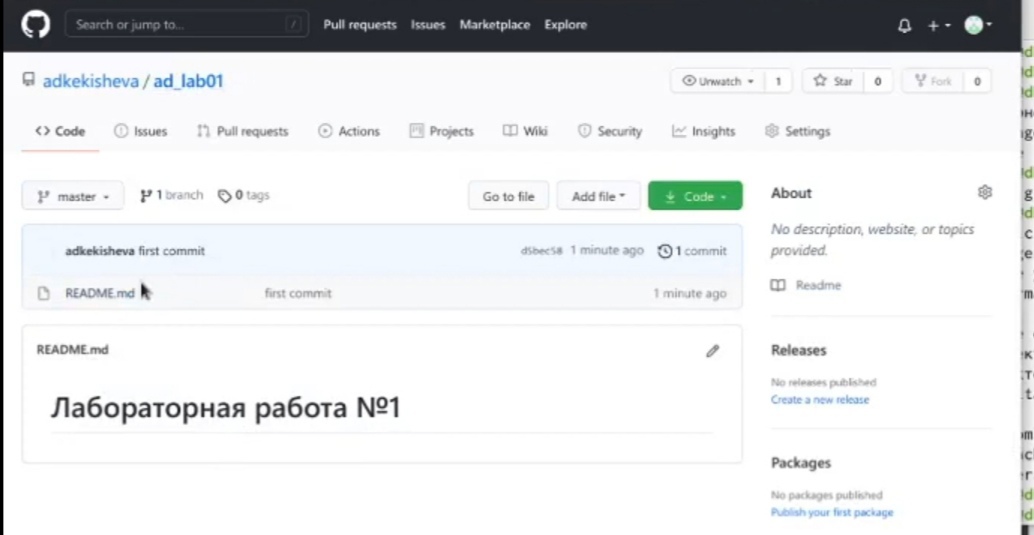 Search or jump to... / Pull requests Issues Marketplace Explore
adkekisheva / ad_lab01 Unwatch 1 Star 0 Fork 0
Code Issues Pull requests Actions Projects Wiki Security Insights Settings
master 1 branch 0 tags Go to file Add file Code
adkekisheva first commit d5bec58 1 minute ago 1 commit
README.md first commit 1 minute ago
README.md
Лабораторная работа №1
About
No description, website, or topics
provided.
Readme
Releases
No releases published
Create a new release
Packages
No packages published
Publish your first package